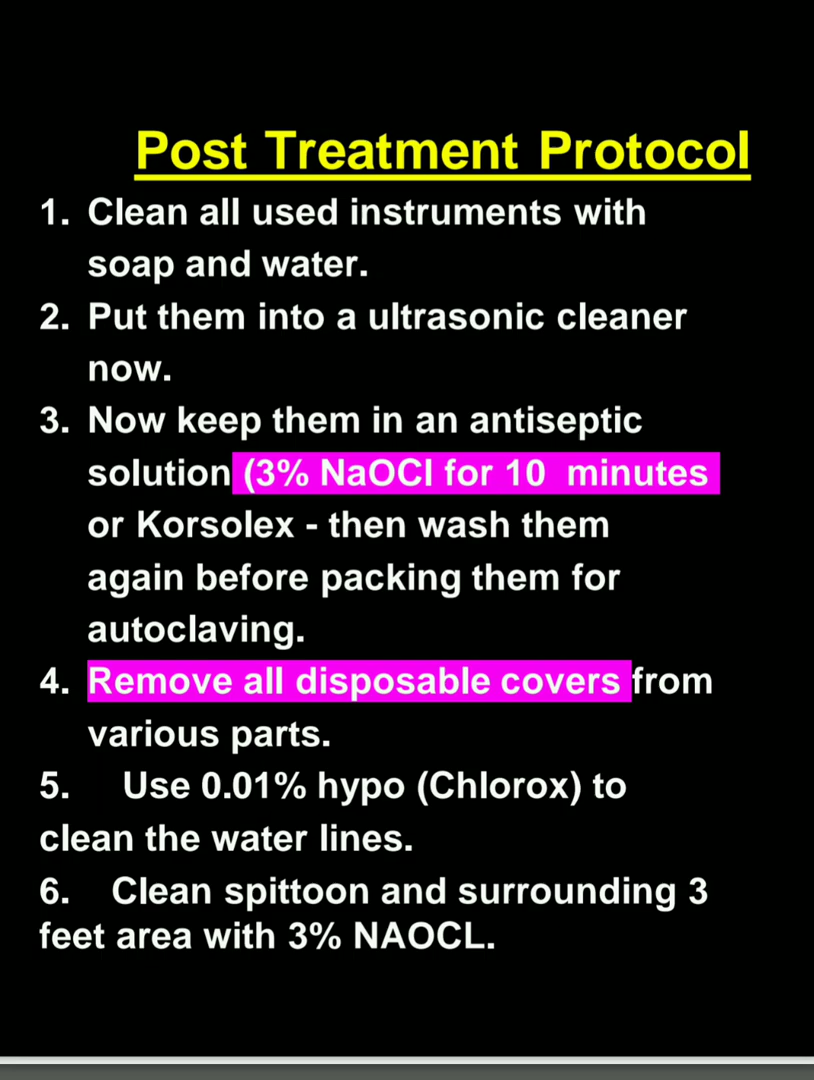 Post Treatment Protocol
1. Clean all used instruments with
soap and water.
2. Put them into a ultrasonic cleaner
now.
3. Now keep them in an antiseptic
solution (3% NaOCl for 10  minutes
or Korsolex - then wash them
again before packing them for
autoclaving.
4. Remove all disposable covers from
various parts.
5. Use 0.01% hypo (Chlorox) to
clean the water lines.
6. Clean spittoon and surrounding 3
feet area with 3% NAOCL.